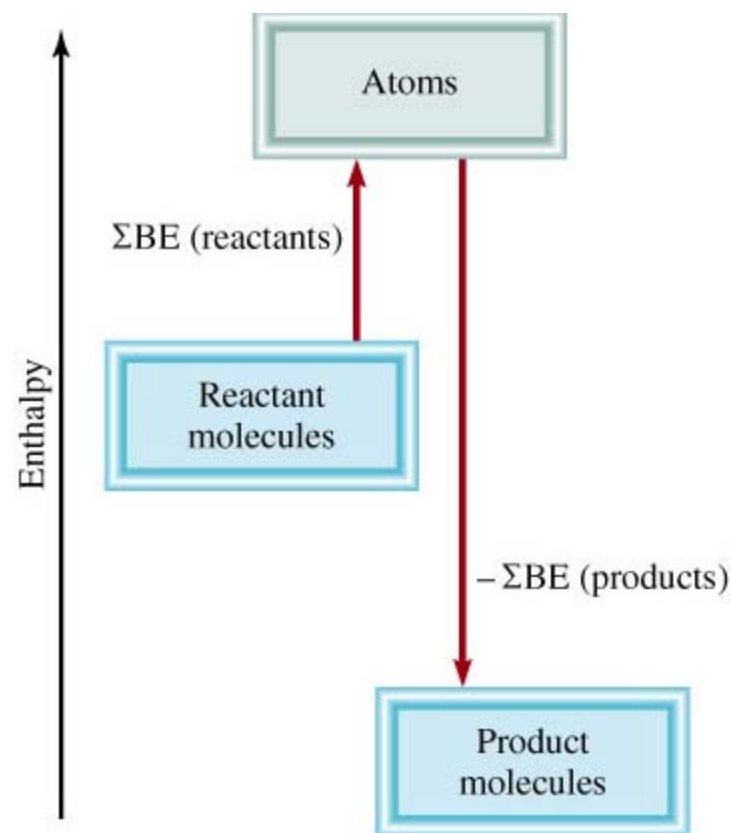 Atoms
ΣBE (reactants)
Reactant
molecules
Enthalpy
– ΣBE (products)
Product
molecules